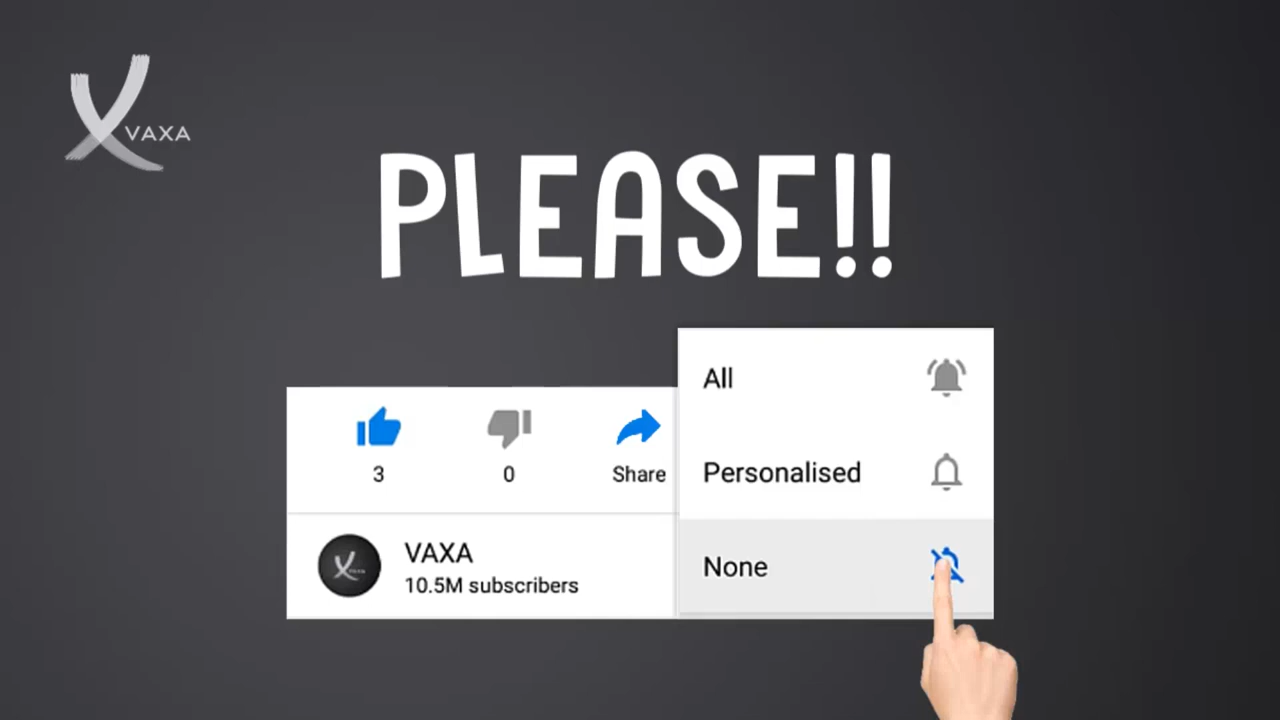 VAXA
PLEASE!!
All
Personalised
None
3
0
Share
VAXA
10.5M subscribers